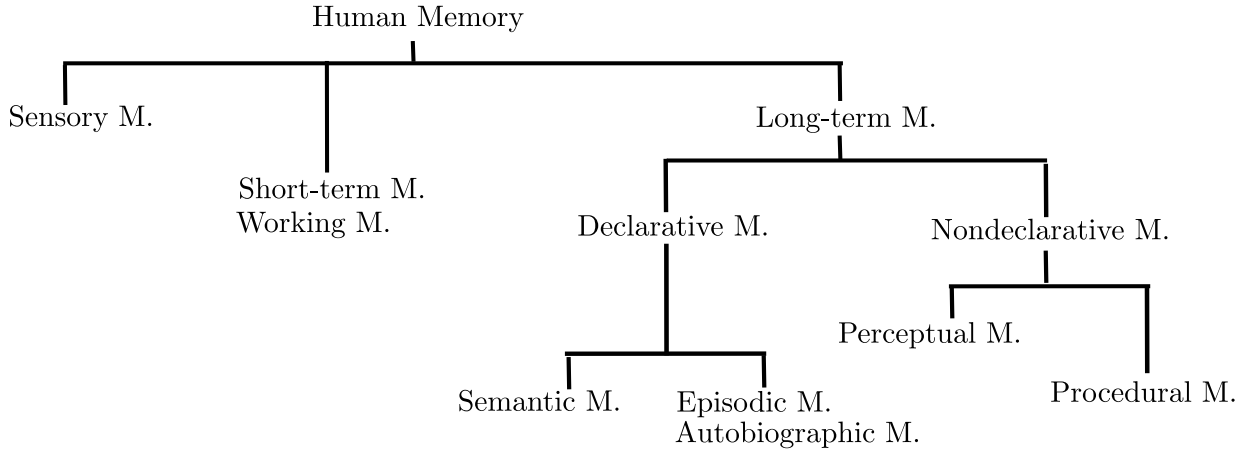 Human Memory
Sensory M.
Long-term M.
Short-term M.
Working M.
Declarative M.
Nondeclarative M.
Perceptual M.
Semantic M.
Episodic M.
Autobiographic M.
Procedural M.